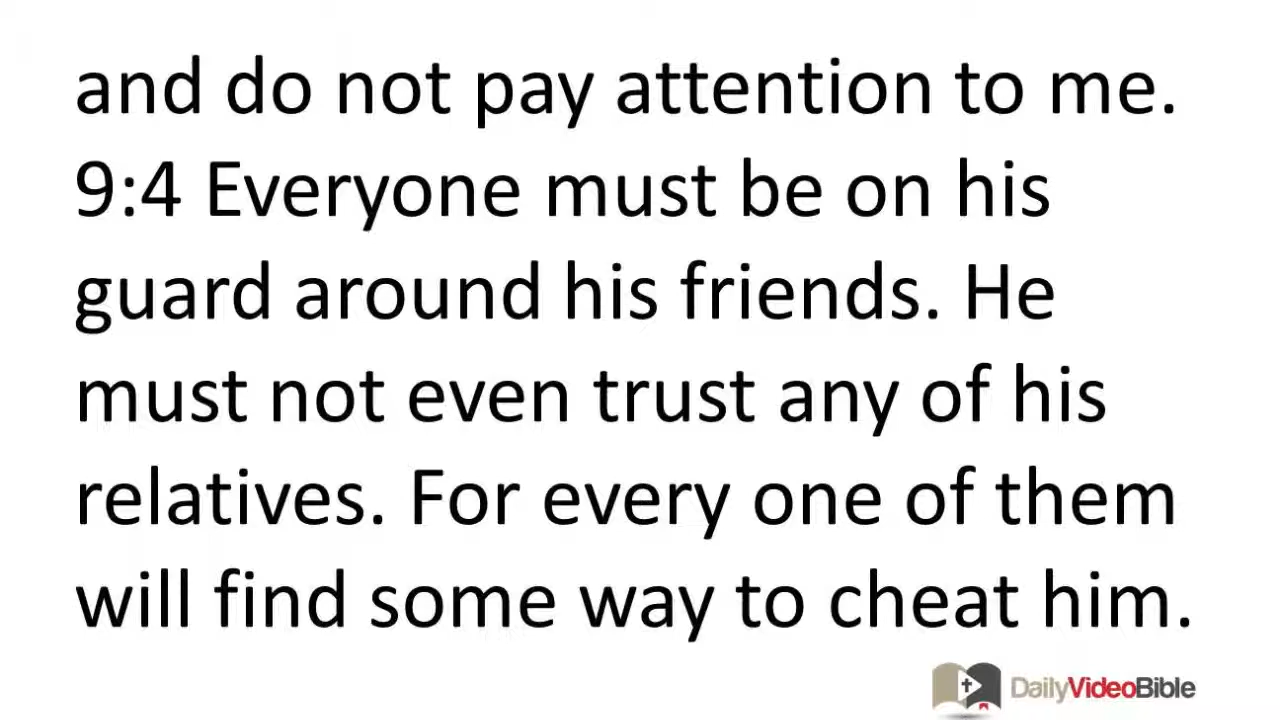 and do not pay attention to me.
9:4 Everyone must be on his
guard around his friends. He
must not even trust any of his
relatives. For every one of them
will find some way to cheat him.
DailyVideoBible